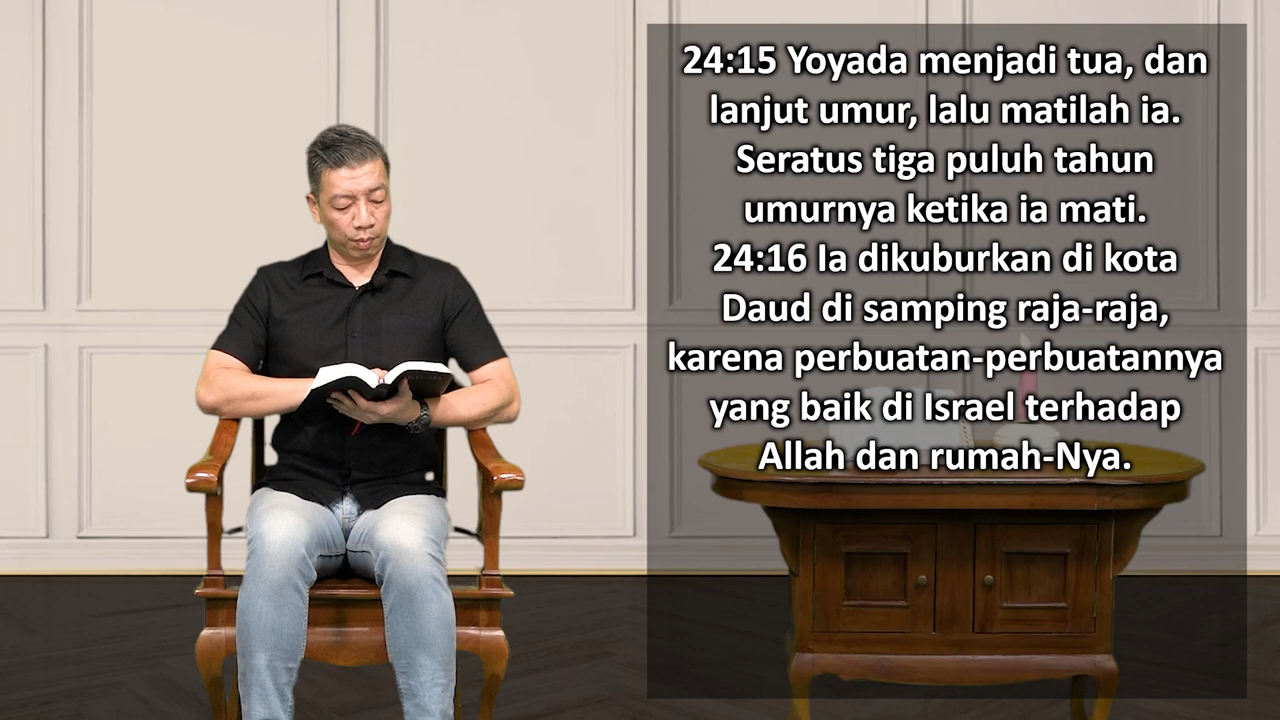 24:15 Yoyada menjadi tua, dan
lanjut umur, lalu matilah ia.
Seratus tiga puluh tahun
umurnya ketika ia mati.
24:16 Ia dikuburkan di kota
Daud di samping raja-raja,
karena perbuatan-perbuatannya
yang baik di Israel terhadap
Allah dan rumah-Nya.